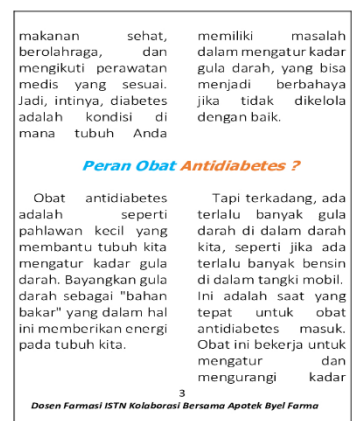 makanan sehat,
berolahraga, dan
mengikuti perawatan
medis yang sesuai.
Jadi, intinya, diabetes
adalah kondisi di
mana tubuh Anda
memiliki masalah
dalam mengatur kadar
gula darah, yang bisa
menjadi berbahaya
jika tidak dikelola
dengan baik.
Peran Obat Antidiabetes ?
Obat antidiabetes
adalah seperti
pahlawan kecil yang
membantu tubuh kita
mengatur kadar gula
darah. Bayangkan gula
darah sebagai "bahan
bakar" yang dalam hal
ini memberikan energi
pada tubuh kita.
Tapi terkadang, ada
terlalu banyak gula
darah di dalam darah
kita, seperti jika ada
terlalu banyak bensin
di dalam tangki mobil.
Ini adalah saat yang
tepat untuk obat
antidiabetes masuk.
Obat ini bekerja untuk
mengatur dan
mengurangi kadar
3
Dosen Farmasi ISTN Kolaborasi Bersama Apotek Byel Farma